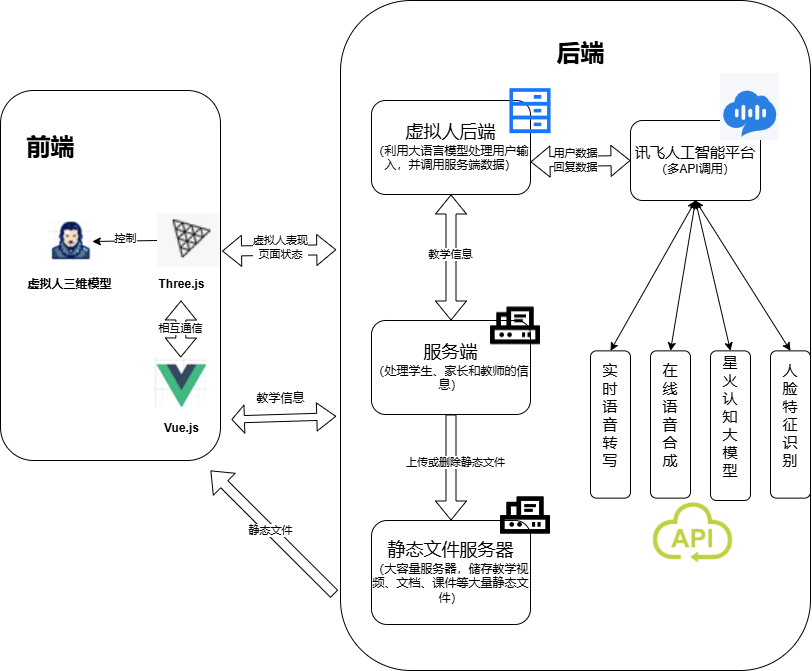 后端
前端
虚拟人后端
（利用大语言模型处理用户输
入，并调用服务端数据）
用户数据
回复数据
讯飞人工智能平台
（多API调用）
控制
虚拟人三维模型
Three.js
虚拟人表现
页面状态
教学信息
相互通信
Vue.js
服务端
（处理学生、家长和教师的信
息）
教学信息
实时语音转写
在线语音合成
星火认知大模型
人脸特征识别
上传或删除静态文件
静态文件
静态文件服务器
（大容量服务器，储存教学视
频、文档、课件等大量静态文
件）
API